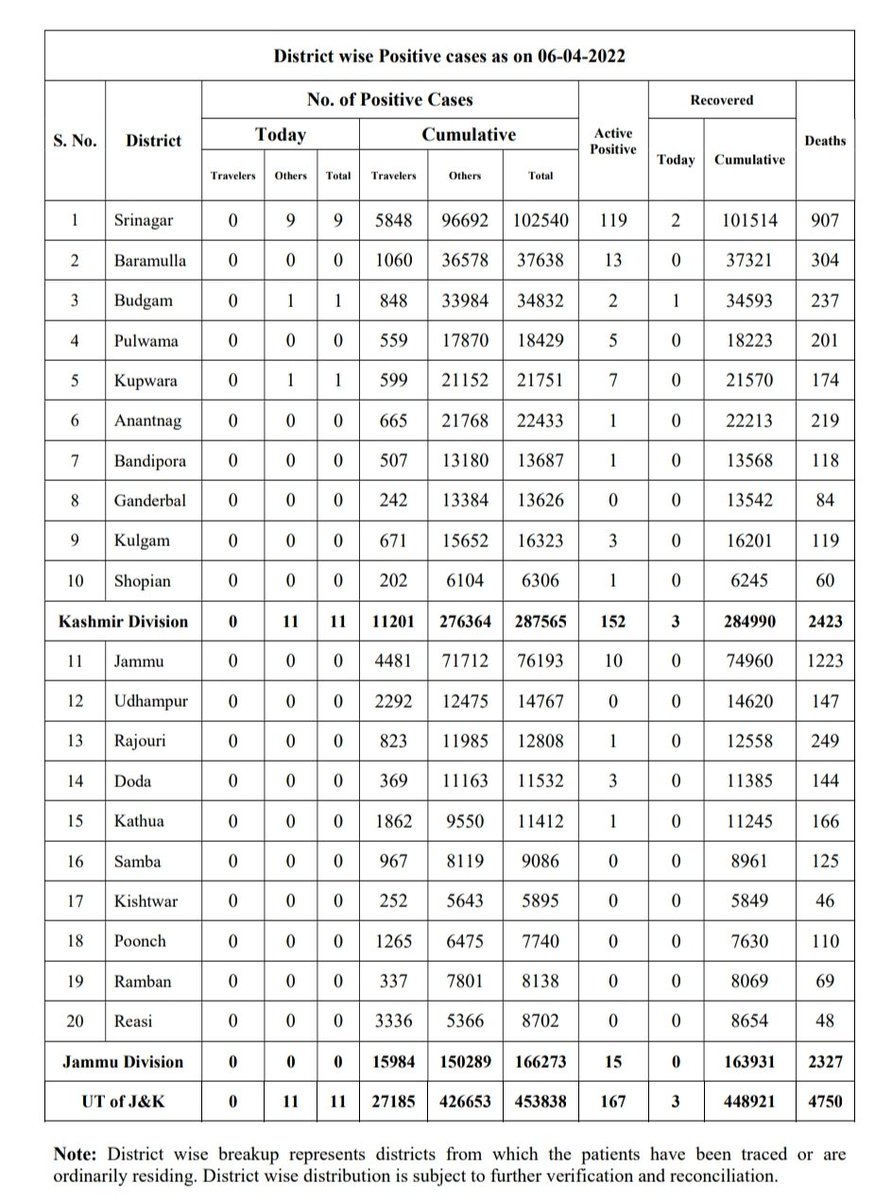 District wise Positive cases as on 06-04-2022
S. No. District No. of Positive Cases Active Positive Recovered Deaths
Today Cumulative Today Cumulative
Travelers Others Total Travelers Others Total
1 Srinagar 0 9 9 5848 96692 102540 119 2 101514 907
2 Baramulla 0 0 0 1060 36578 37638 13 0 37321 304
3 Budgam 0 1 1 848 33984 34832 2 1 34593 237
4 Pulwama 0 0 0 559 17870 18429 5 0 18223 201
5 Kupwara 0 1 1 599 21152 21751 7 0 21570 174
6 Anantnag 0 0 0 665 21768 22433 1 0 22213 219
7 Bandipora 0 0 0 507 13180 13687 1 0 13568 118
8 Ganderbal 0 0 0 242 13384 13626 0 0 13542 84
9 Kulgam 0 0 0 671 15652 16323 3 0 16201 119
10 Shopian 0 0 0 202 6104 6306 1 0 6245 60
Kashmir Division 0 11 11 11201 276364 287565 152 3 284990 2423
11 Jammu 0 0 0 4481 71712 76193 10 0 74960 1223
12 Udhampur 0 0 0 2292 12475 14767 0 0 14620 147
13 Rajouri 0 0 0 823 11985 12808 1 0 12558 249
14 Doda 0 0 0 369 11163 11532 3 0 11385 144
15 Kathua 0 0 0 1862 9550 11412 1 0 11245 166
16 Samba 0 0 0 967 8119 9086 0 0 8961 125
17 Kishtwar 0 0 0 252 5643 5895 0 0 5849 46
18 Poonch 0 0 0 1265 6475 7740 0 0 7630 110
19 Ramban 0 0 0 337 7801 8138 0 0 8069 69
20 Reasi 0 0 0 3336 5366 8702 0 0 8654 48
Jammu Division 0 0 0 15984 150289 166273 15 0 163931 2327
UT of J&K 0 11 11 27185 426653 453838 167 3 448921 4750
Note: District wise breakup represents districts from which the patients have been traced or are
ordinarily residing. District wise distribution is subject to further verification and reconciliation.